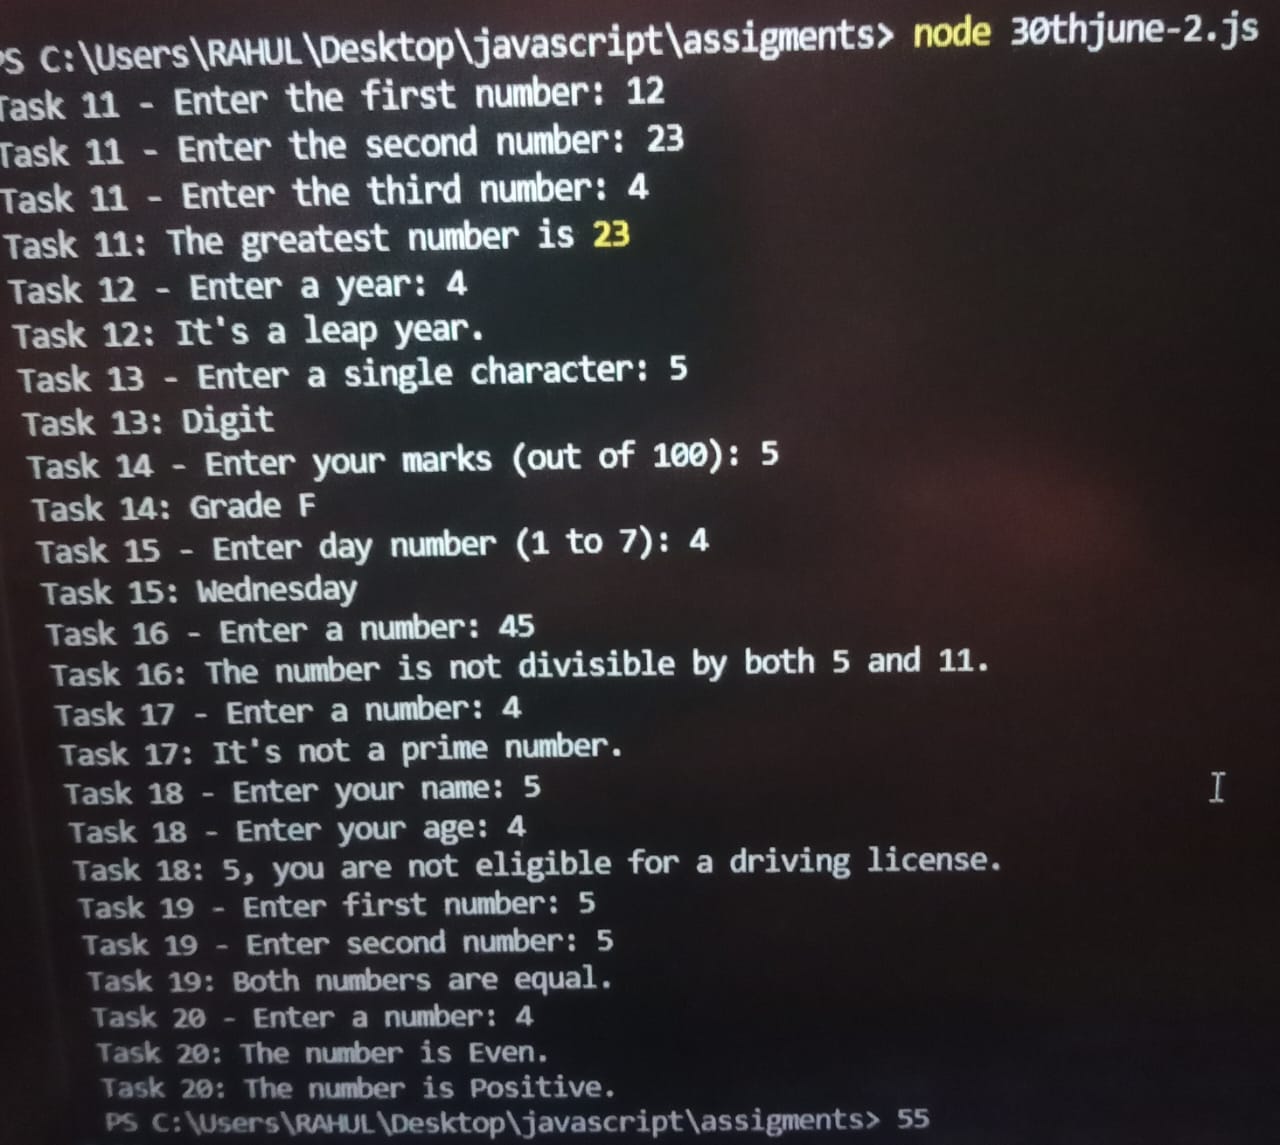 PS C:\Users\RAHUL\Desktop\javascript\assigments> node 30thjune-2.js
Task 11 - Enter the first number: 12
Task 11 - Enter the second number: 23
Task 11 - Enter the third number: 4
Task 11: The greatest number is 23
Task 12 - Enter a year: 4
Task 12: It's a leap year.
Task 13 - Enter a single character: 5
Task 13: Digit
Task 14 - Enter your marks (out of 100): 5
Task 14: Grade F
Task 15 - Enter day number (1 to 7): 4
Task 15: Wednesday
Task 16 - Enter a number: 45
Task 16: The number is not divisible by both 5 and 11.
Task 17 - Enter a number: 4
Task 17: It's not a prime number.
Task 18 - Enter your name: 5
Task 18 - Enter your age: 4
Task 18: 5, you are not eligible for a driving license.
Task 19 - Enter first number: 5
Task 19 - Enter second number: 5
Task 19: Both numbers are equal.
Task 20 - Enter a number: 4
Task 20: The number is Even.
Task 20: The number is Positive.
PS C:\Users\RAHUL\Desktop\javascript\assigments> 55